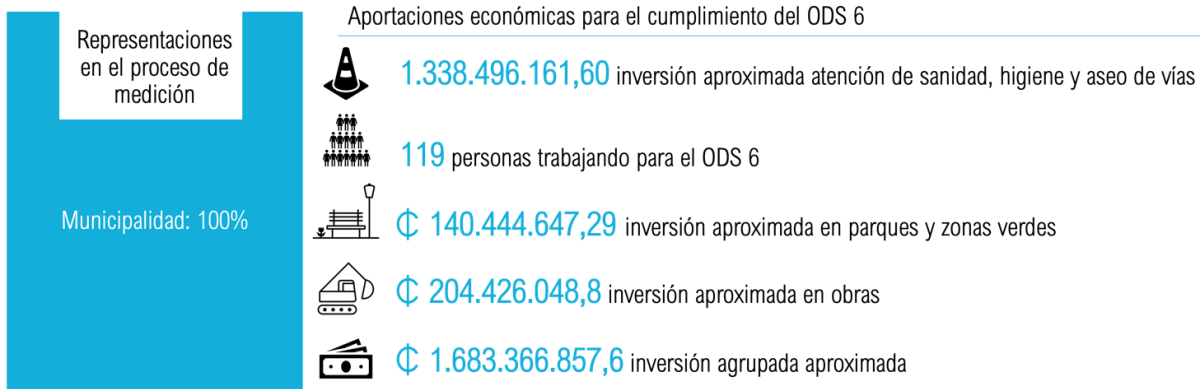 Representaciones
en el proceso de
medición
Municipalidad: 100%
Aportaciones económicas para el cumplimiento del ODS 6
1.338.496.161,60 inversión aproximada atención de sanidad, higiene y aseo de vías
119 personas trabajando para el ODS 6
₵ 140.444.647,29 inversión aproximada en parques y zonas verdes
₵ 204.426.048,8 inversión aproximada en obras
₵ 1.683.366.857,6 inversión agrupada aproximada